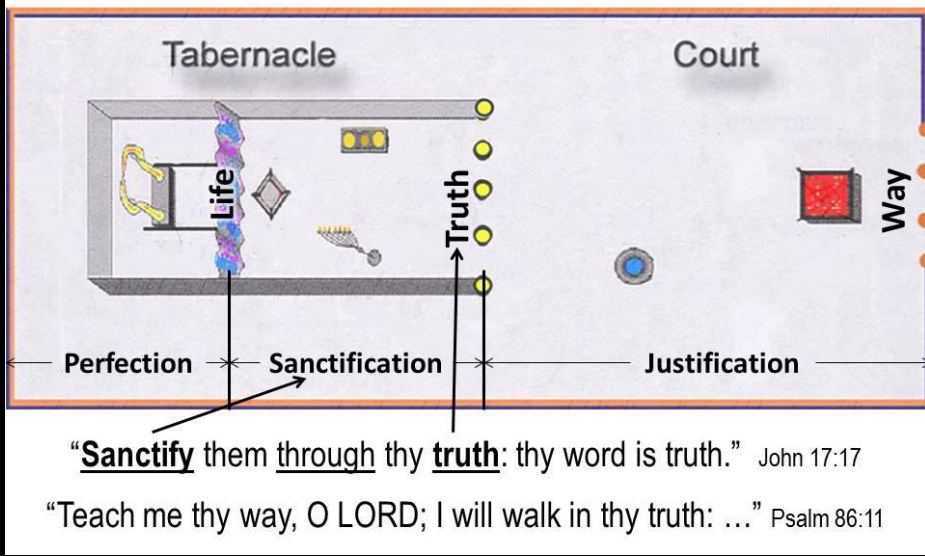 Tabernacle
Court
Life
Truth
Way
Perfection
Sanctification
Justification
“Sanctify them through thy truth: thy word is truth.” John 17:17
“Teach me thy way, O LORD; I will walk in thy truth: …” Psalm 86:11